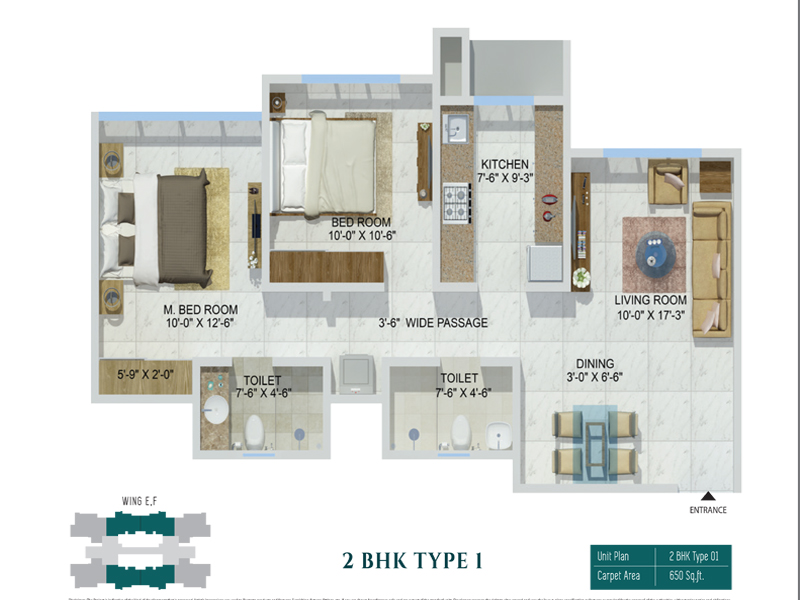 KITCHEN
7'-6" X 9'-3"
BED ROOM
10'-0" X 10'-6"
M. BED ROOM
10'-0" X 12'-6"
LIVING ROOM
10'-0" X 17'-3"
3'-6" WIDE PASSAGE
5'-9" X 2'-0"
TOILET
7'-6" X 4'-6"
TOILET
7'-6" X 4'-6"
DINING
3'-0" X 6'-6"
ENTRANCE
WING E,F
2 BHK TYPE 1
Unit Plan 2 BHK Type 01
Carpet Area 650 Sq.ft.